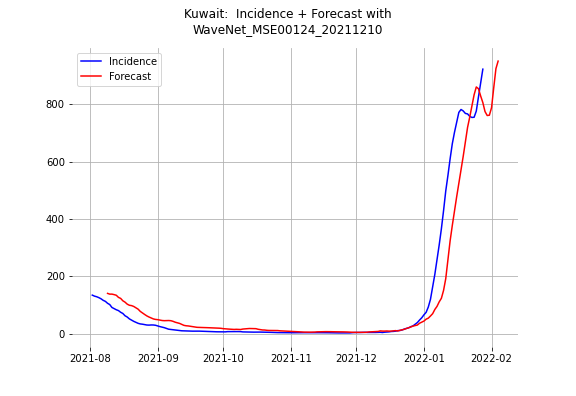 Kuwait:  Incidence + Forecast with
WaveNet_MSE00124_20211210
Incidence
Forecast
800
600
400
200
0
2021-08 2021-09 2021-10 2021-11 2021-12 2022-01 2022-02